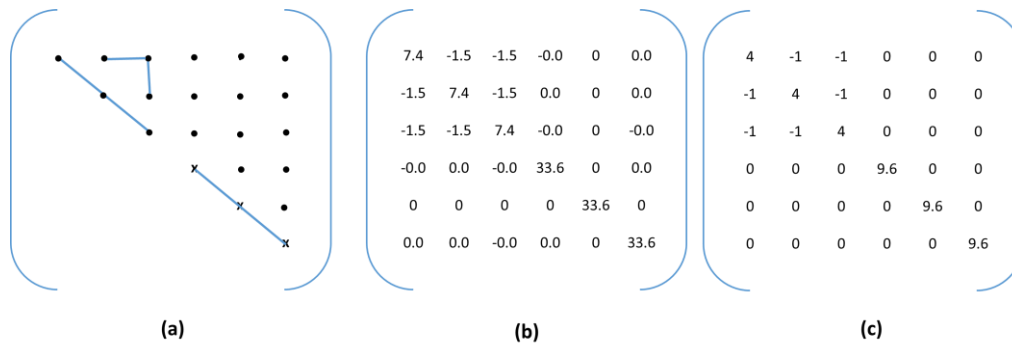 7.4 -1.5 -1.5 -0.0 0 0.0
-1.5 7.4 -1.5 0.0 0 0.0
-1.5 -1.5 7.4 -0.0 0 -0.0
-0.0 0.0 -0.0 33.6 0 0.0
0 0 0 0 33.6 0
0.0 0.0 -0.0 0.0 0 33.6
4 -1 -1 0 0 0
-1 4 -1 0 0 0
-1 -1 4 0 0 0
0 0 0 9.6 0 0
0 0 0 0 9.6 0
0 0 0 0 0 9.6
x
x
x
(a) (b) (c)